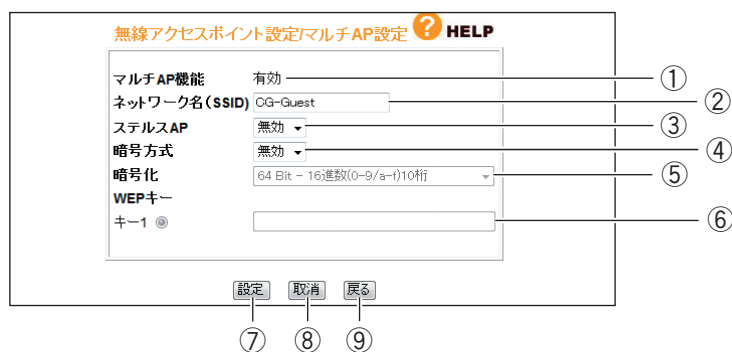 無線アクセスポイント設定/マルチAP設定 ? HELP
マルチAP機能 有効 ①
ネットワーク名(SSID) CG-Guest ②
ステルスAP 無効 ③
暗号方式 無効 ④
暗号化 64 Bit - 16進数(0-9/a-f)10桁 ⑤
WEPキー
キー1 ⑥
設定 取消 戻る
⑦ ⑧ ⑨